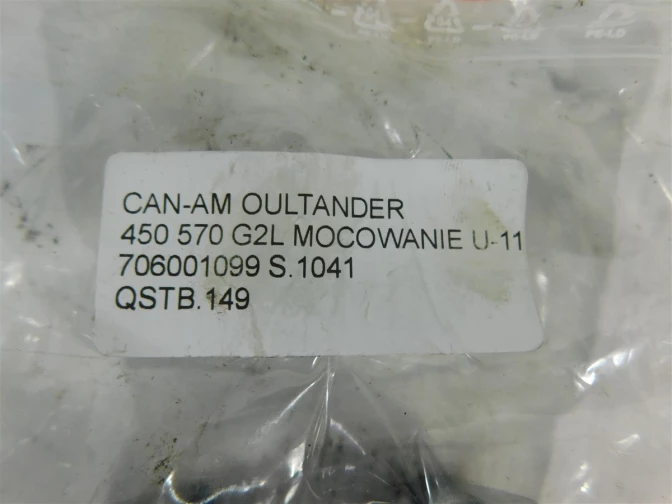 CAN-AM OULTANDER
450 570 G2L MOCOWANIE U-11
706001099 S.1041
QSTB.149